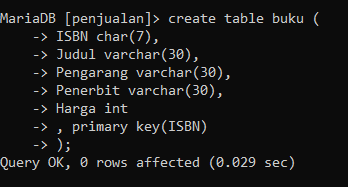 MariaDB [penjualan]> create table buku (
    -> ISBN char(7),
    -> Judul varchar(30),
    -> Pengarang varchar(30),
    -> Penerbit varchar(30),
    -> Harga int
    -> , primary key(ISBN)
    -> );
Query OK, 0 rows affected (0.029 sec)